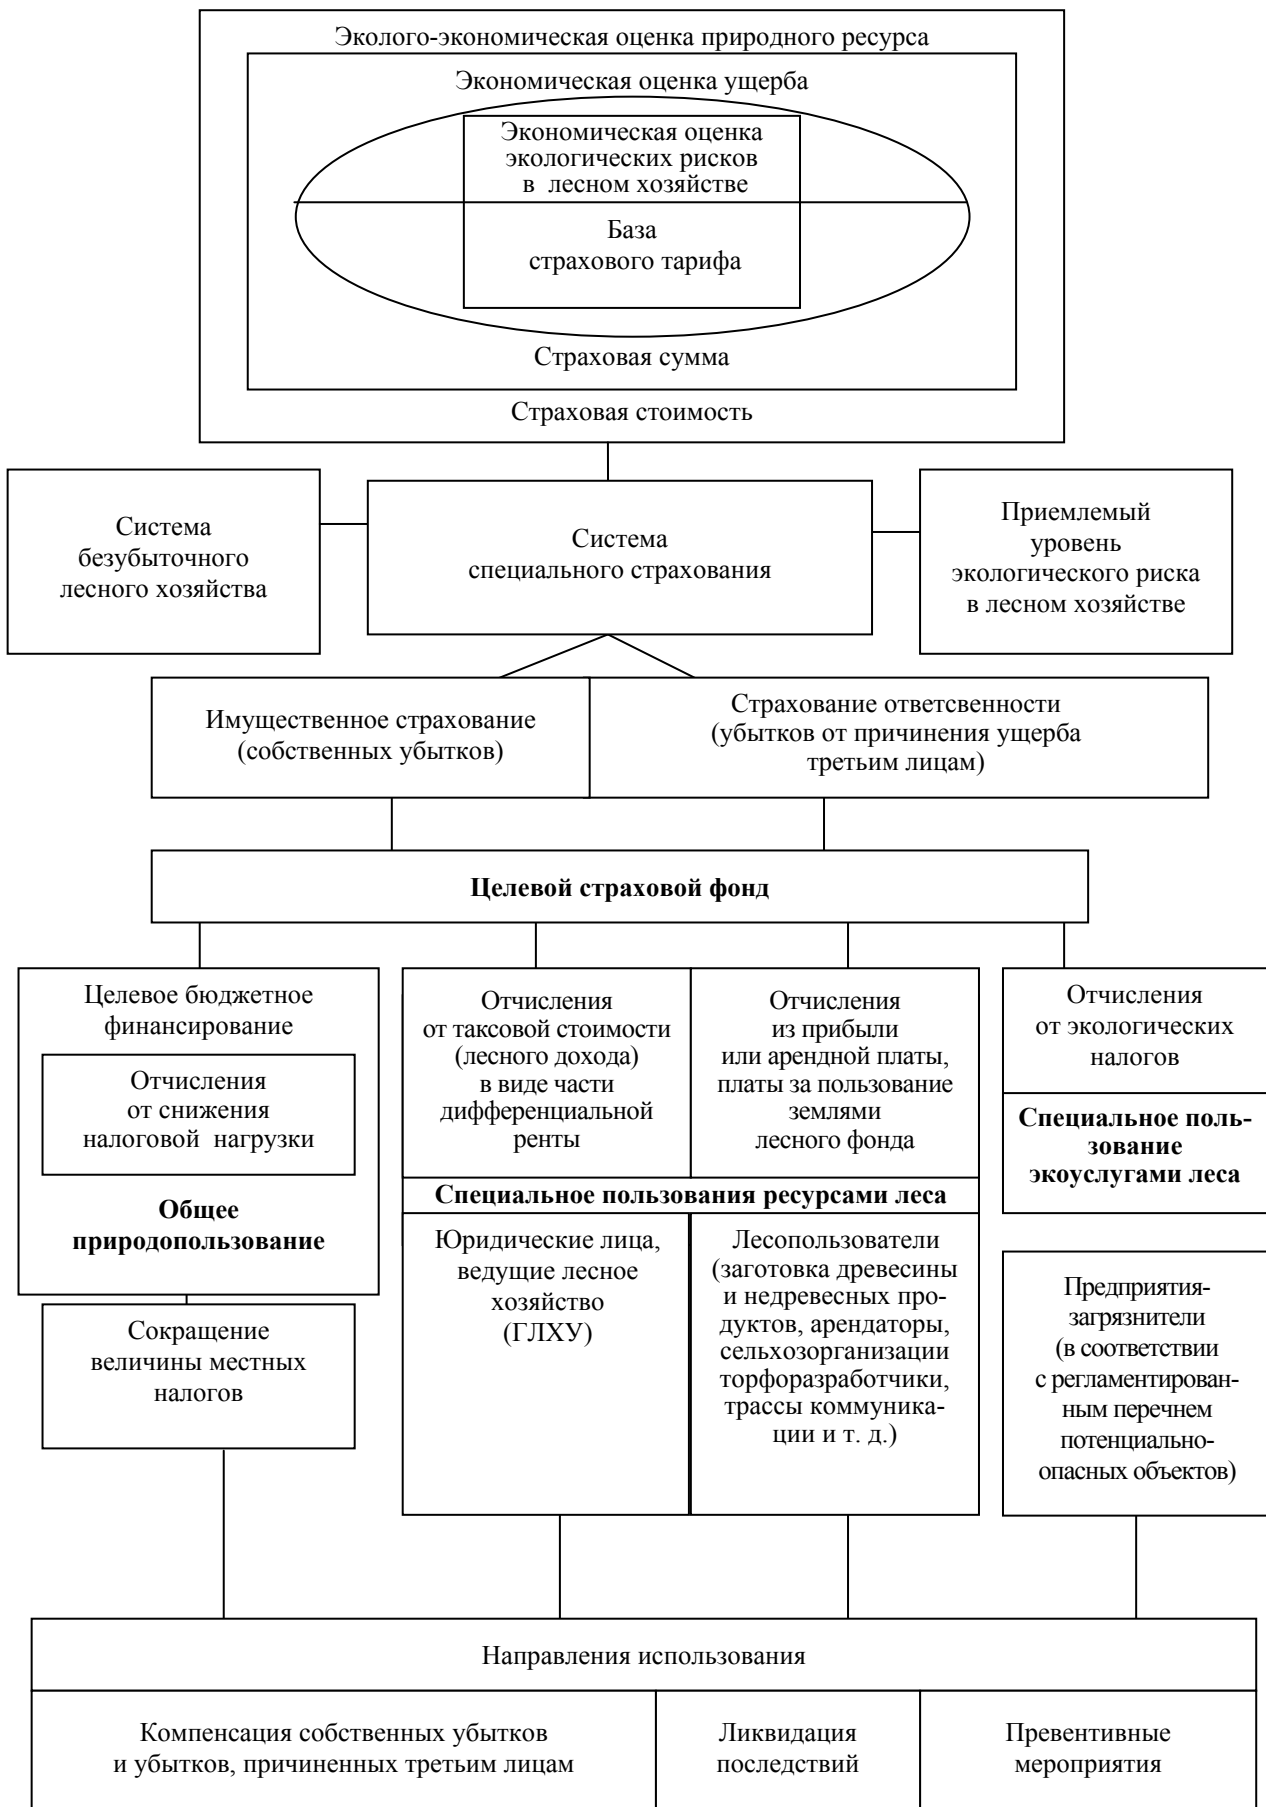 Эколого-экономическая оценка природного ресурса
Экономическая оценка ущерба
Экономическая оценка
экологических рисков
в лесном хозяйстве
База
страхового тарифа
Страховая сумма
Страховая стоимость
Система
безубыточного
лесного хозяйства
Система
специального страхования
Приемлемый
уровень
экологического риска
в лесном хозяйстве
Имущественное страхование
(собственных убытков)
Страхование ответсвенности
(убытков от причинения ущерба
третьим лицам)
Целевой страховой фонд
Целевое бюджетное
финансирование
Отчисления
от снижения
налоговой нагрузки
Общее
природопользование
Сокращение
величины местных
налогов
Отчисления
от таксовой стоимости
(лесного дохода)
в виде части
дифференциальной
ренты
Отчисления
из прибыли
или арендной платы,
платы за пользование
землями
лесного фонда
Специальное пользования ресурсами леса
Юридические лица,
ведущие лесное
хозяйство
(ГЛХУ)
Лесопользователи
(заготовка древесины
и недревесных про-
дуктов, арендаторы,
сельхозорганизации
торфоразработчики,
трассы коммуника-
ции и т. д.)
Отчисления
от экологических
налогов
Специальное поль-
зование
экоуслугами леса
Предприятия-
загрязнители
(в соответствии
с регламентирован-
ным перечнем
потенциально-
опасных объектов)
Направления использования
Компенсация собственных убытков
и убытков, причиненных третьим лицам
Ликвидация
последствий
Превентивные
мероприятия